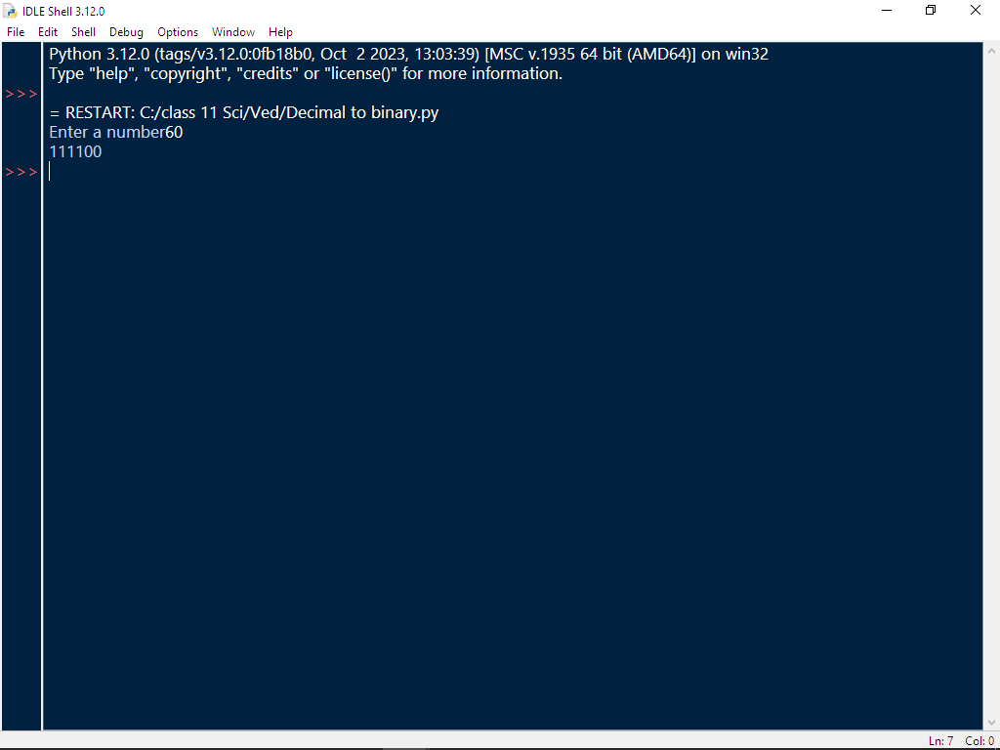 IDLE Shell 3.12.0
File Edit Shell Debug Options Window Help
Python 3.12.0 (tags/v3.12.0:0fb18b0, Oct  2 2023, 13:03:39) [MSC v.1935 64 bit (AMD64)] on win32
Type "help", "copyright", "credits" or "license()" for more information.
>>>
= RESTART: C:/class 11 Sci/Ved/Decimal to binary.py
Enter a number60
111100
>>>
Ln: 7 Col: 0